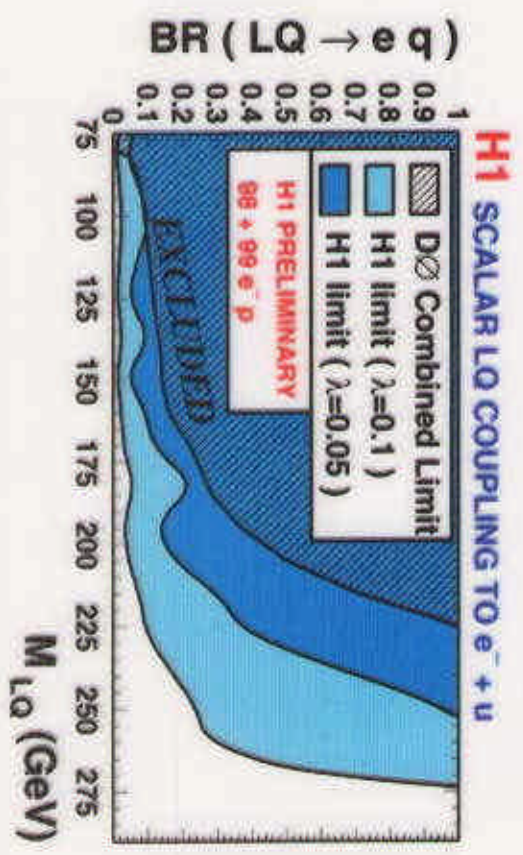 H1 SCALAR LQ COUPLING TO e⁻ + u
BR ( LQ → e q )
1
0.9
0.8
0.7
0.6
0.5
0.4
0.3
0.2
0.1
0
DØ Combined Limit
H1 limit ( λ=0.1 )
H1 limit ( λ=0.05 )
H1 PRELIMINARY
98 + 99 e⁻ p
EXCLUDED
75 100 125 150 175 200 225 250 275
M_LQ (GeV)